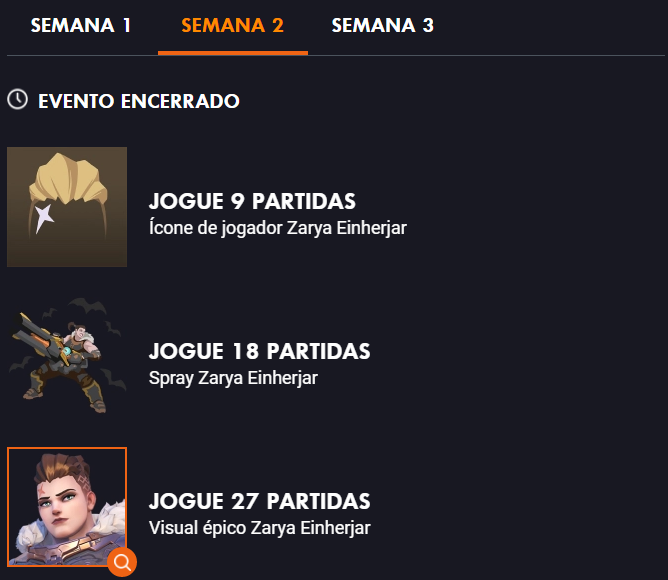 SEMANA 1
SEMANA 2
SEMANA 3
EVENTO ENCERRADO
JOGUE 9 PARTIDAS
Ícone de jogador Zarya Einherjar
JOGUE 18 PARTIDAS
Spray Zarya Einherjar
JOGUE 27 PARTIDAS
Visual épico Zarya Einherjar